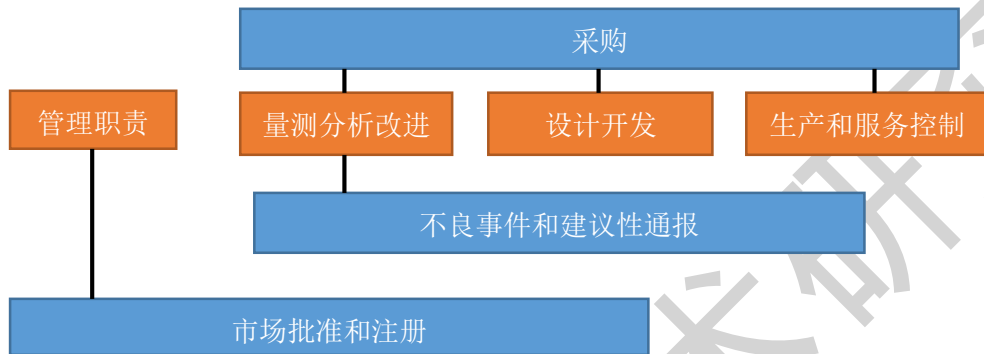 采购
管理职责
量测分析改进
设计开发
生产和服务控制
不良事件和建议性通报
市场批准和注册
术研